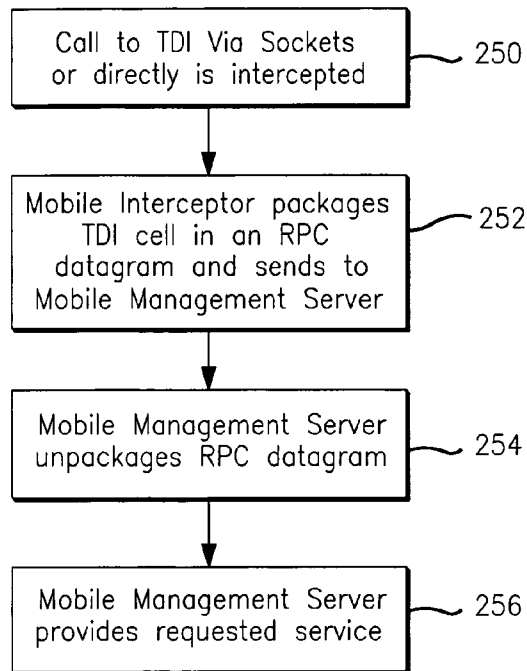 Call to TDI Via Sockets
or directly is intercepted
250
Mobile Interceptor packages
TDI cell in an RPC
datagram and sends to
Mobile Management Server
252
Mobile Management Server
unpackages RPC datagram
254
Mobile Management Server
provides requested service
256